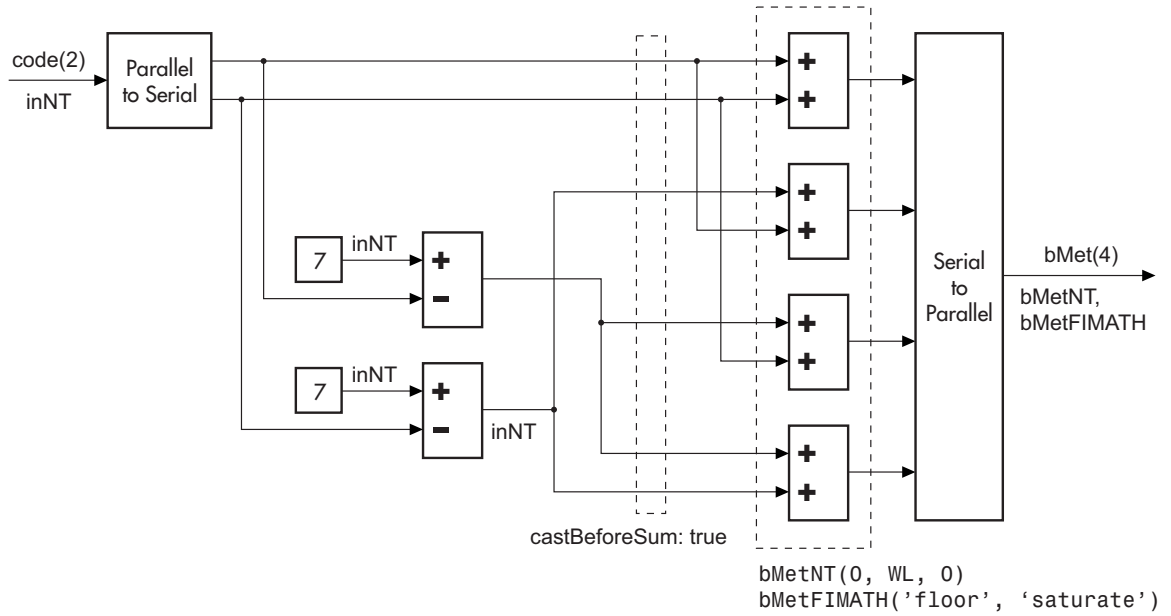 code(2)
inNT
Parallel
to Serial
+
+
+
+
7
inNT
+
−
7
inNT
+
−
inNT
+
+
+
+
Serial
to
Parallel
bMet(4)
bMetNT,
bMetFIMATH
castBeforeSum: true
bMetNT(0, WL, 0)
bMetFIMATH('floor', ‘saturate’)